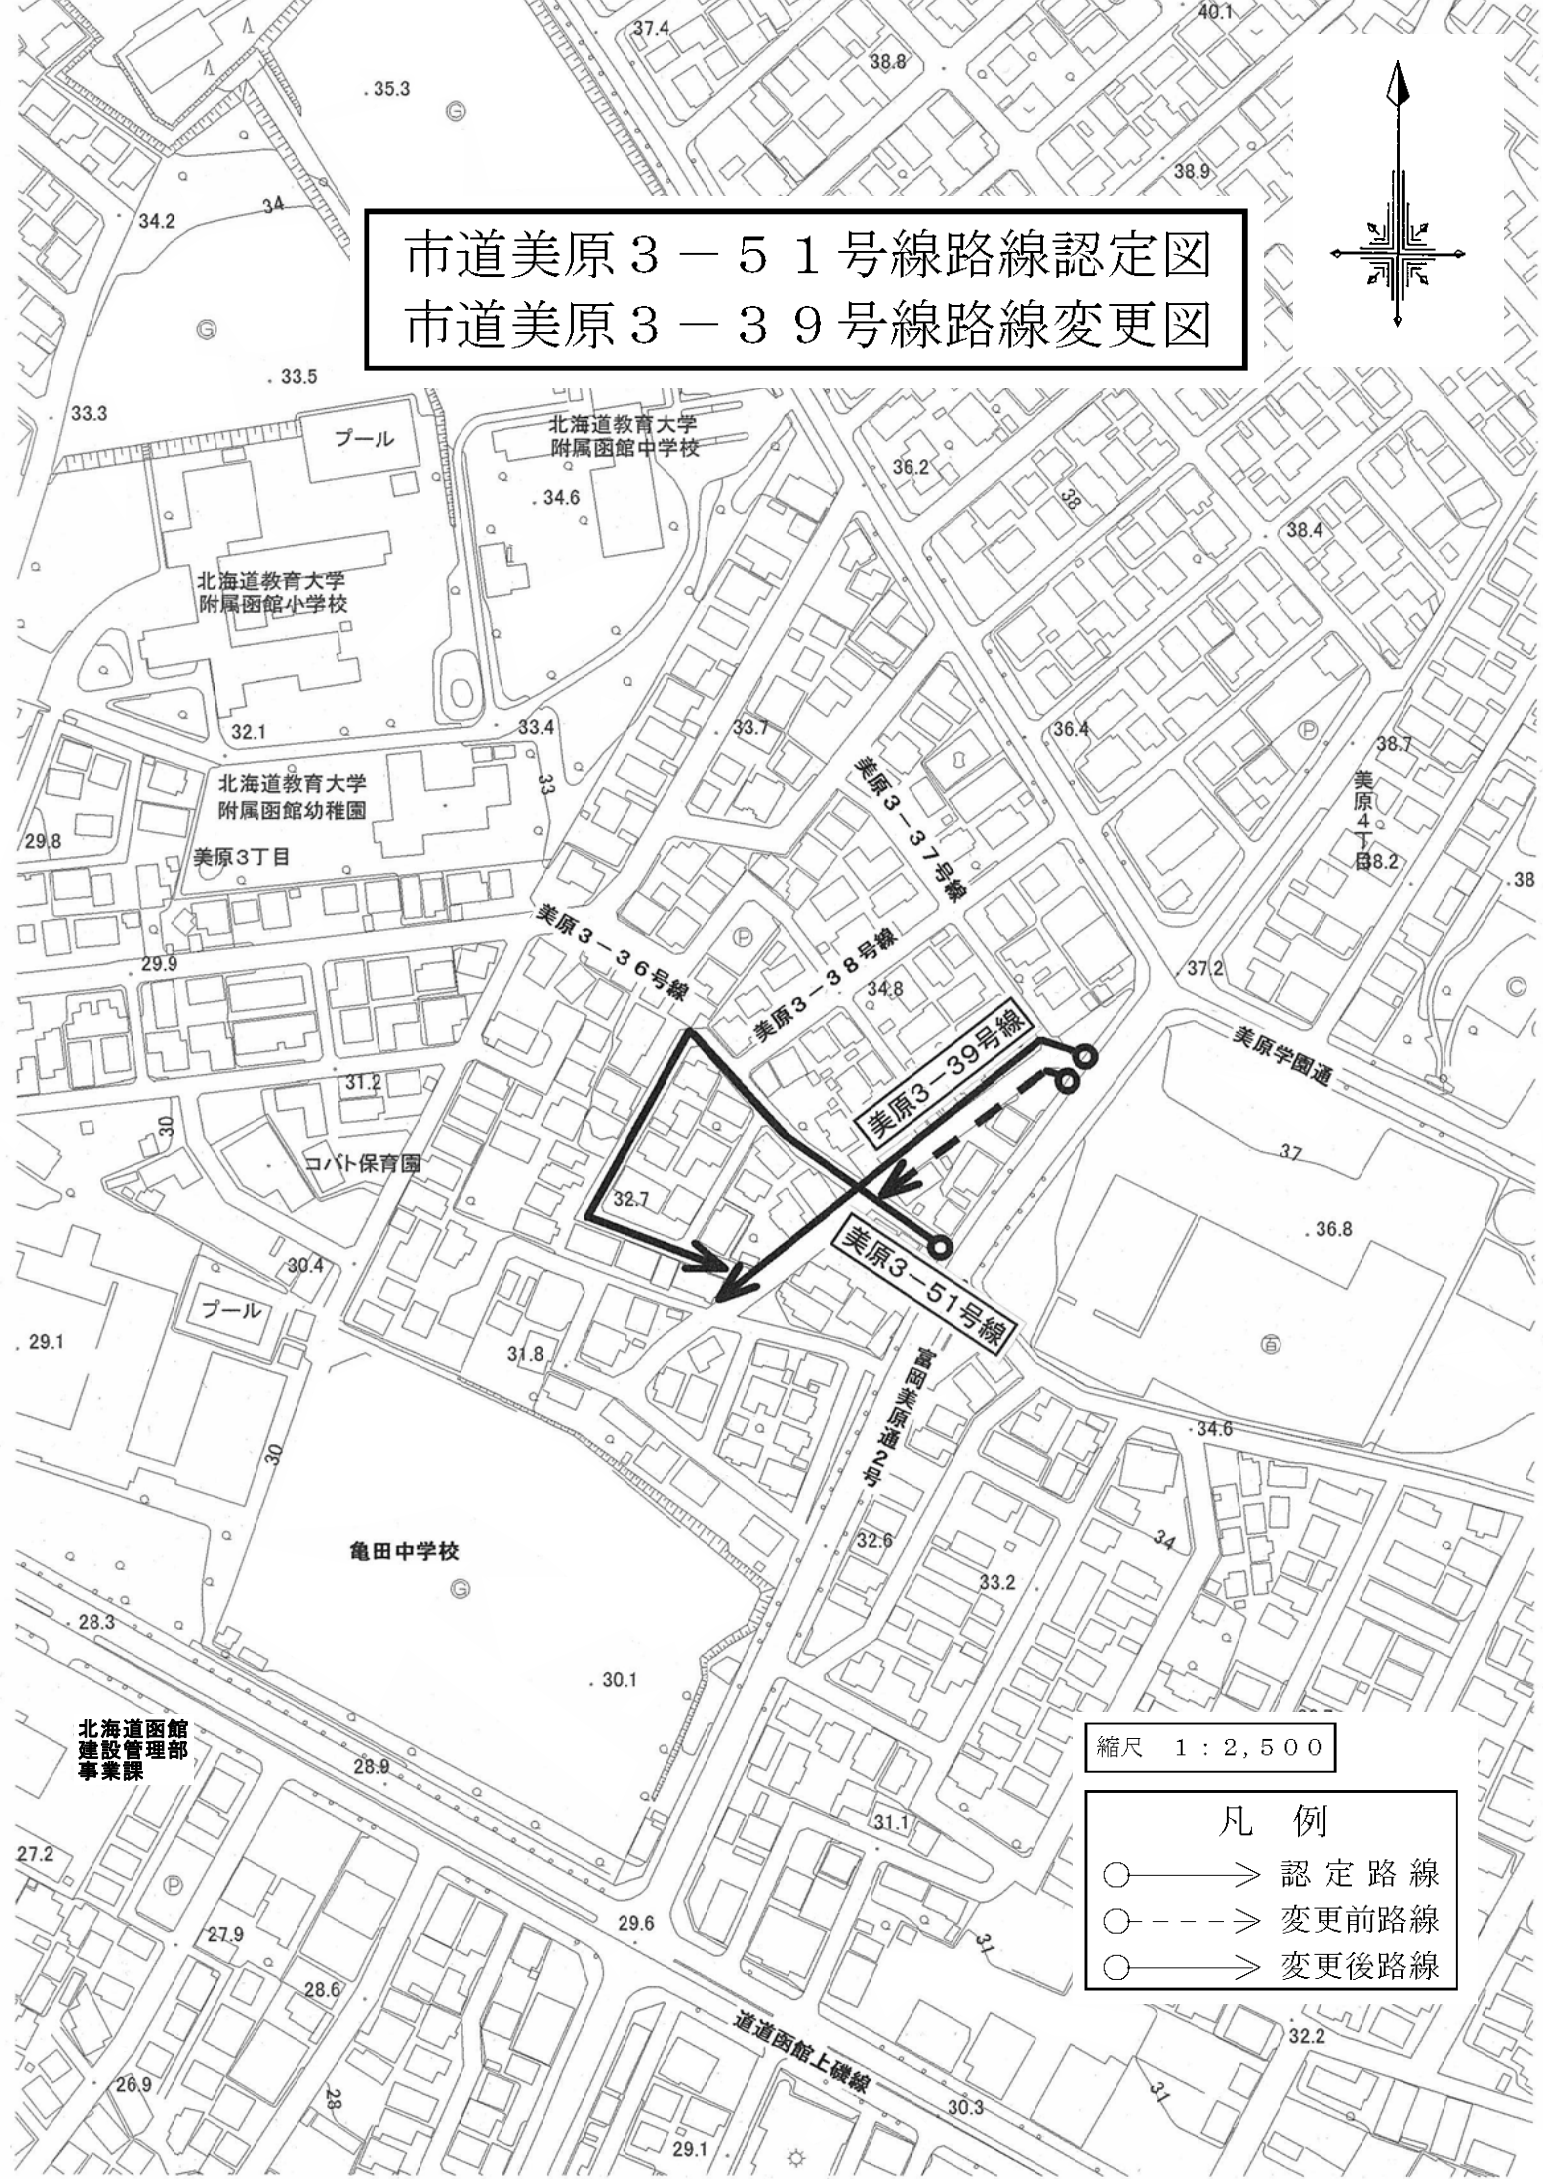 40.1
37.4
38.8
35.3
G
38.9
34
34.2
市道美原３－５１号線路線認定図
市道美原３－３９号線路線変更図
G
33.5
33.3
プール
北海道教育大学
附属函館中学校
36.2
38
34.6
38.4
北海道教育大学
附属函館小学校
32.1
33.4
33.7
36.4
P
38.7
33
北海道教育大学
附属函館幼稚園
美原３－３７号線
美原4丁目
29.8
美原3丁目
38.2
38
美原３－３６号線
P
美原３－３８号線
29.9
34.8
37.2
C
美原３－３９号線
美原学園通
31.2
30
37
コバト保育園
32.7
36.8
美原３－５１号線
30.4
プール
29.1
31.8
百
富岡美原通2号
34.6
30
亀田中学校
32.6
34
33.2
G
28.3
30.1
北海道函館
建設管理部
事業課
28.9
縮尺　１：２，５００
凡　例
認定路線
変更前路線
変更後路線
31.1
27.2
P
29.6
27.9
31
28.6
道道函館上磯線
32.2
26.9
28
31
30.3
29.1